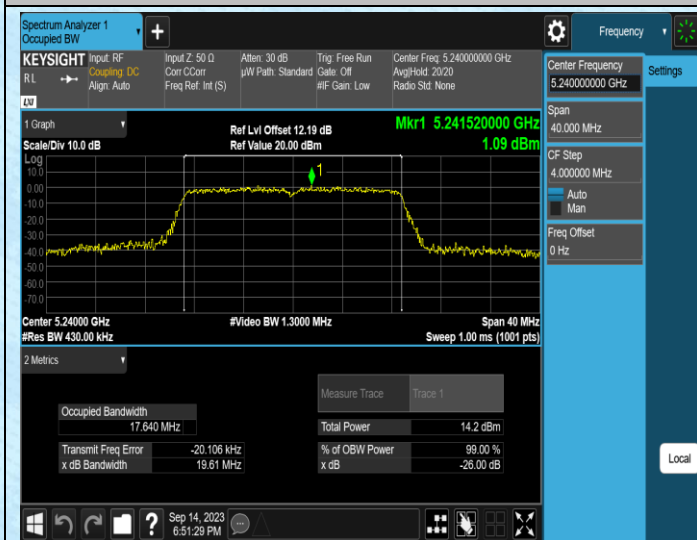 Spectrum Analyzer 1
Occupied BW
+
Frequency
KEYSIGHT
RL
LXI
Input: RF
Coupling: DC
Align: Auto
Input Z: 50 Ω
Corr CCorr
Freq Ref: Int (S)
Atten: 30 dB
µW Path: Standard
Trig: Free Run
Gate: Off
#IF Gain: Low
Center Freq: 5.240000000 GHz
Avg|Hold: 20/20
Radio Std: None
Center Frequency
5.240000000 GHz
Settings
Span
40.000 MHz
CF Step
4.000000 MHz
Auto
Man
Freq Offset
0 Hz
Local
1 Graph
Scale/Div 10.0 dB
Ref Lvl Offset 12.19 dB
Ref Value 20.00 dBm
Mkr1 5.241520000 GHz
1.09 dBm
Log
10.0
0.00
-10.0
-20.0
-30.0
-40.0
-50.0
-60.0
-70.0
1
Center 5.24000 GHz
#Res BW 430.00 kHz
#Video BW 1.3000 MHz
Span 40 MHz
Sweep 1.00 ms (1001 pts)
2 Metrics
Measure Trace Trace 1
Occupied Bandwidth
17.640 MHz
Total Power 14.2 dBm
Transmit Freq Error -20.106 kHz
% of OBW Power 99.00 %
x dB Bandwidth 19.61 MHz
x dB -26.00 dB
?
Sep 14, 2023
6:51:29 PM